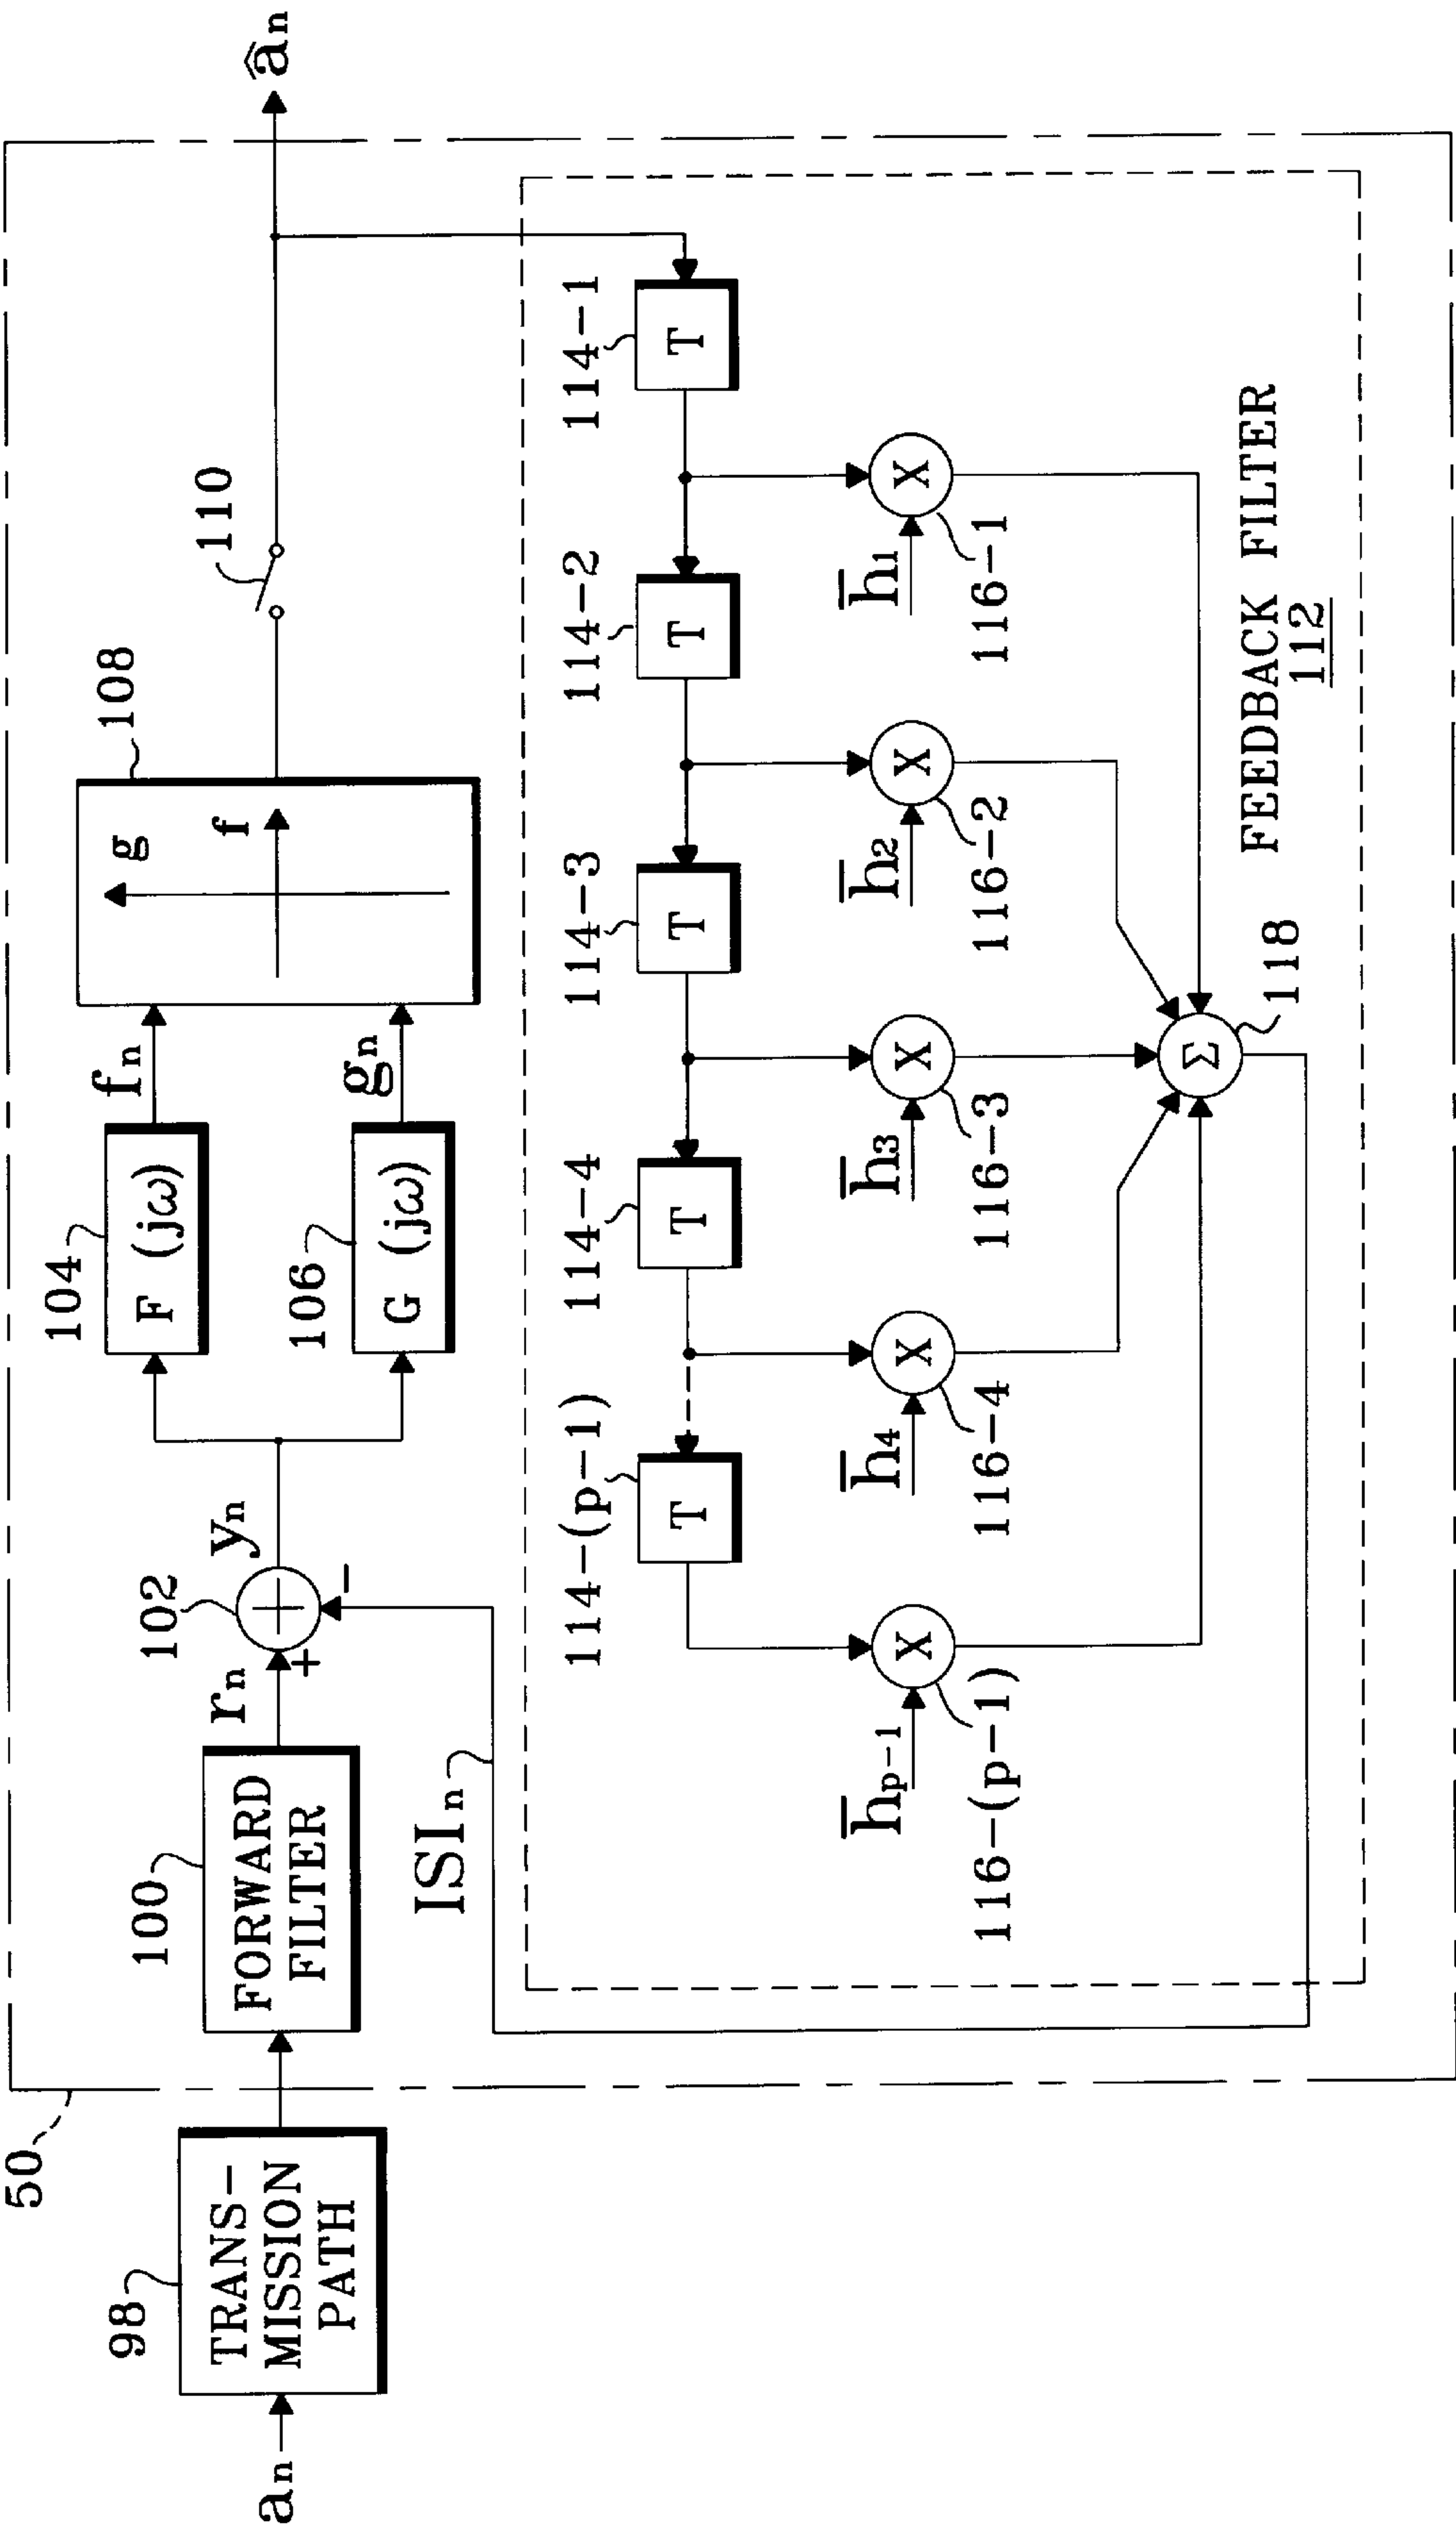 50
98
TRANS-
MISSION
PATH
aₙ
100
FORWARD
FILTER
rₙ
+
-
102
yₙ
104
F (jω)
106
G (jω)
fₙ
gₙ
108
g
f
110
âₙ
ISIₙ
114-(p-1)
T
114-4
T
114-3
T
114-2
T
114-1
T
X
X
X
X
X
h̅ₚ₋₁
h̅₄
h̅₃
h̅₂
h̅₁
116-(p-1)
116-4
116-3
116-2
116-1
Σ
118
FEEDBACK FILTER
112